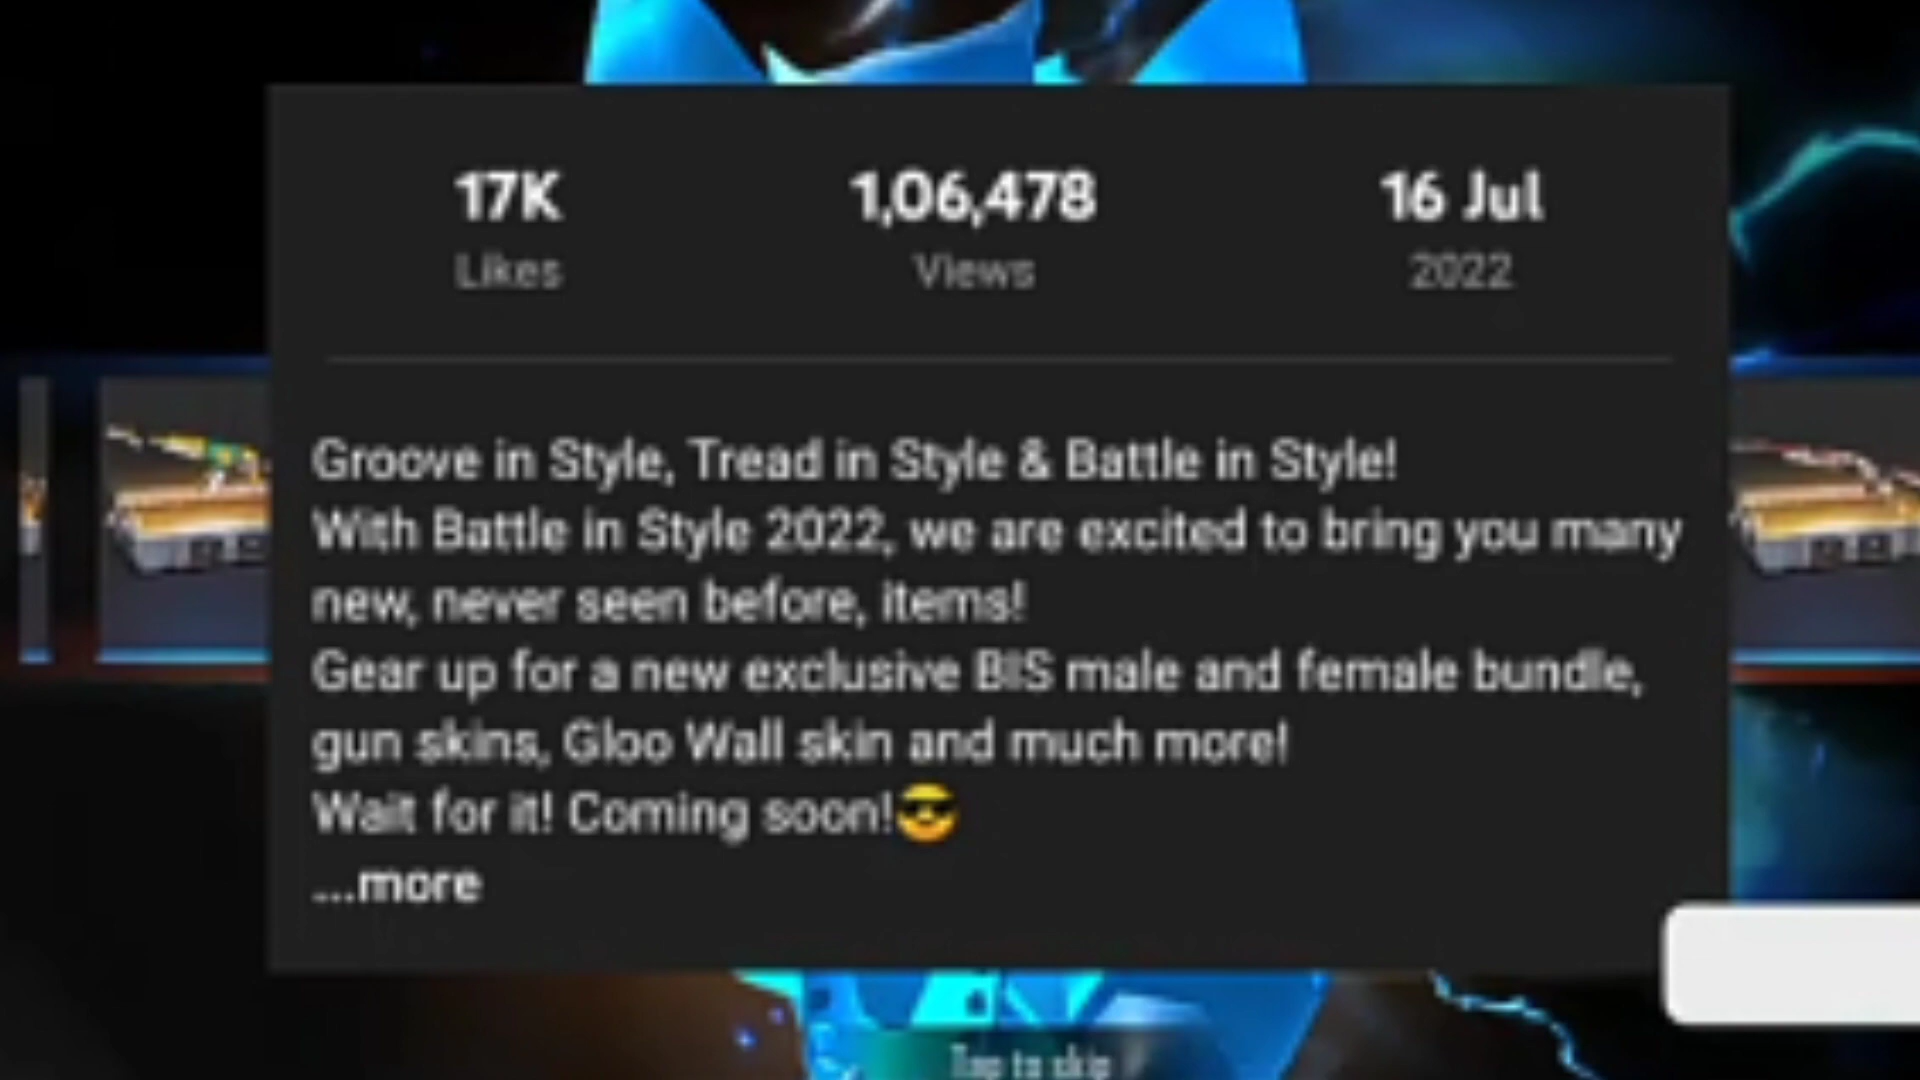 17K 1,06,478 16 Jul
Likes Views 2022
Groove in Style, Tread in Style & Battle in Style!
With Battle in Style 2022, we are excited to bring you many
new, never seen before, items!
Gear up for a new exclusive BIS male and female bundle,
gun skins, Gloo Wall skin and much more!
Wait for it! Coming soon!😎
...more
Tap to skip